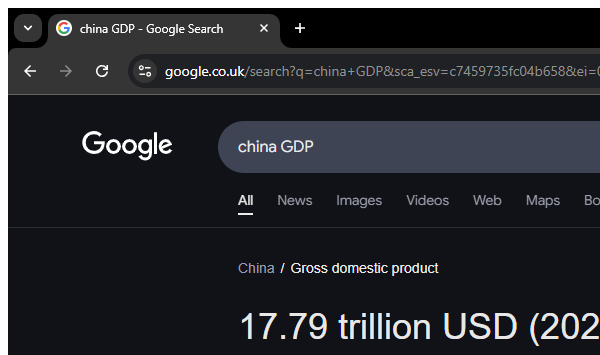 china GDP - Google Search
google.co.uk/search?q=china+GDP&sca_esv=c7459735fc04b658&ei=
Google
china GDP
All News Images Videos Web Maps Bo
China / Gross domestic product
17.79 trillion USD (202